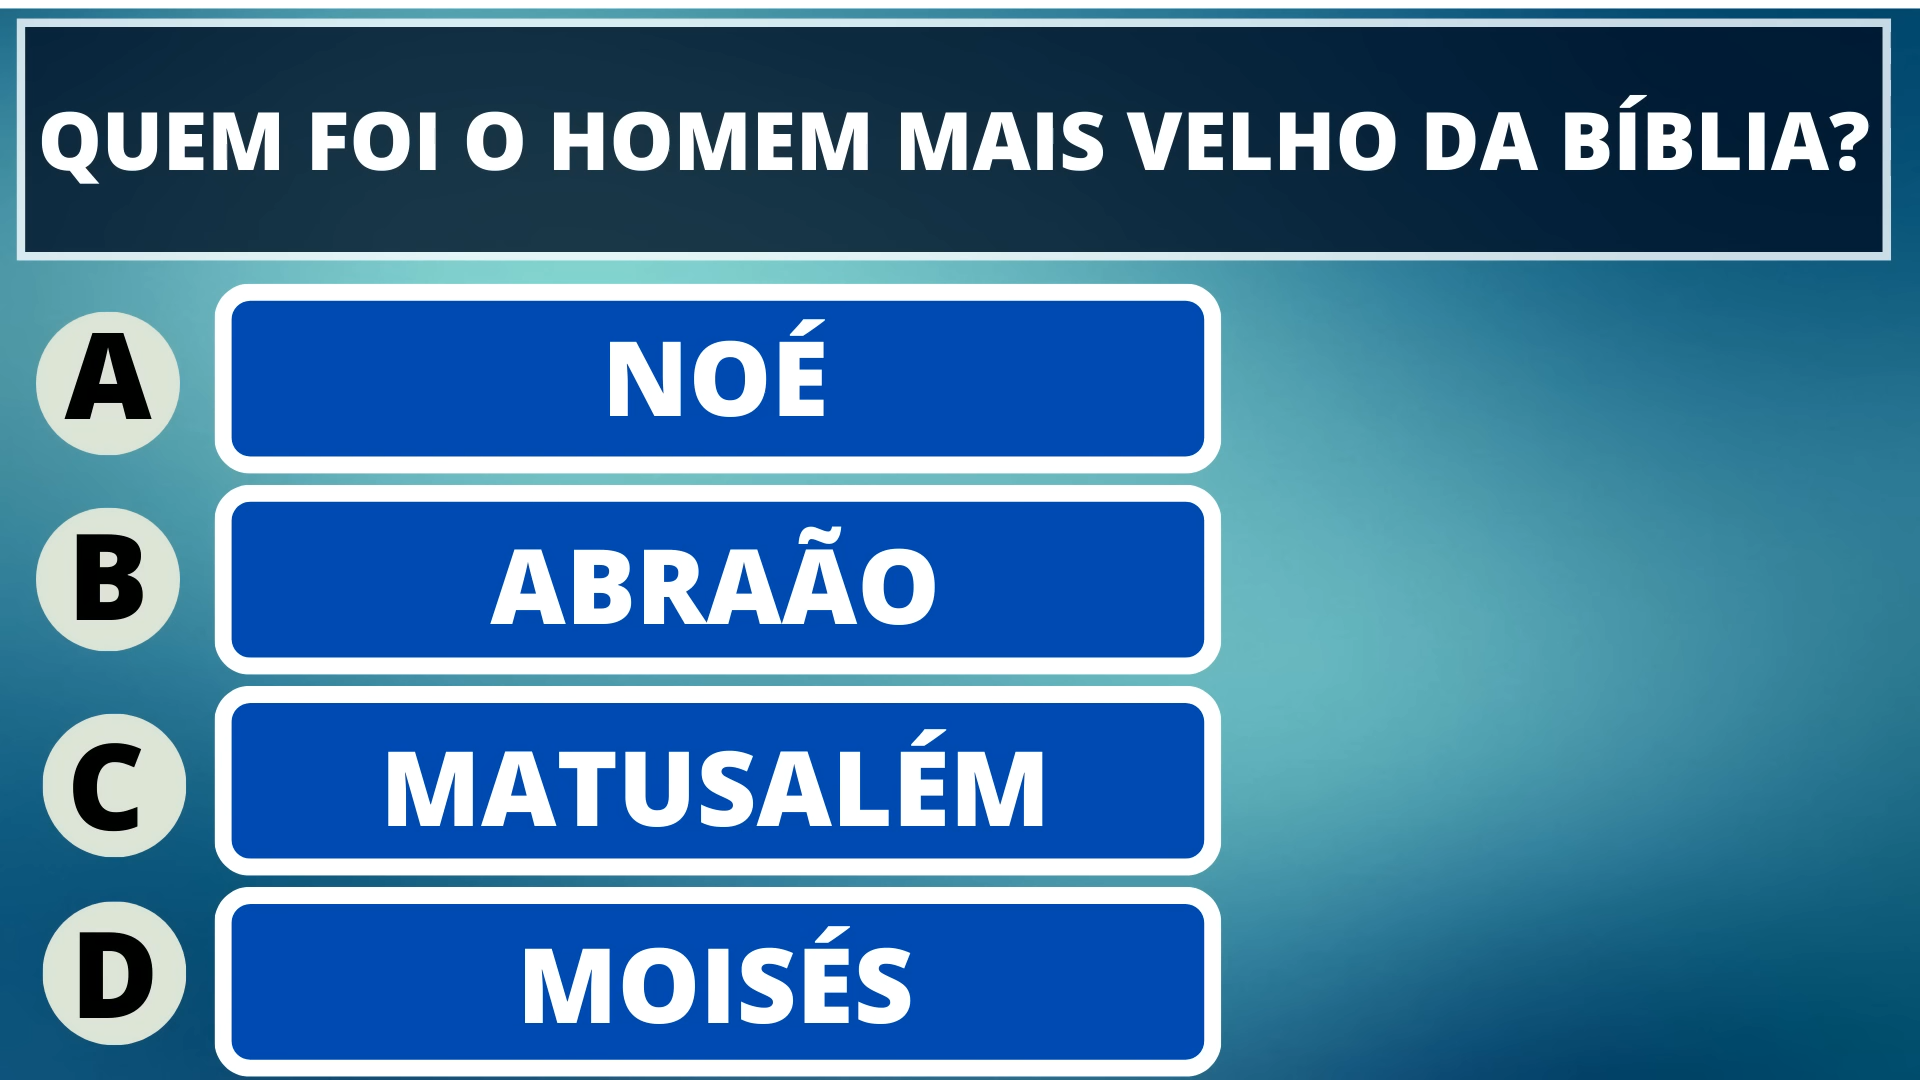 QUEM FOI O HOMEM MAIS VELHO DA BÍBLIA?
A NOÉ
B ABRAÃO
C MATUSALÉM
D MOISÉS